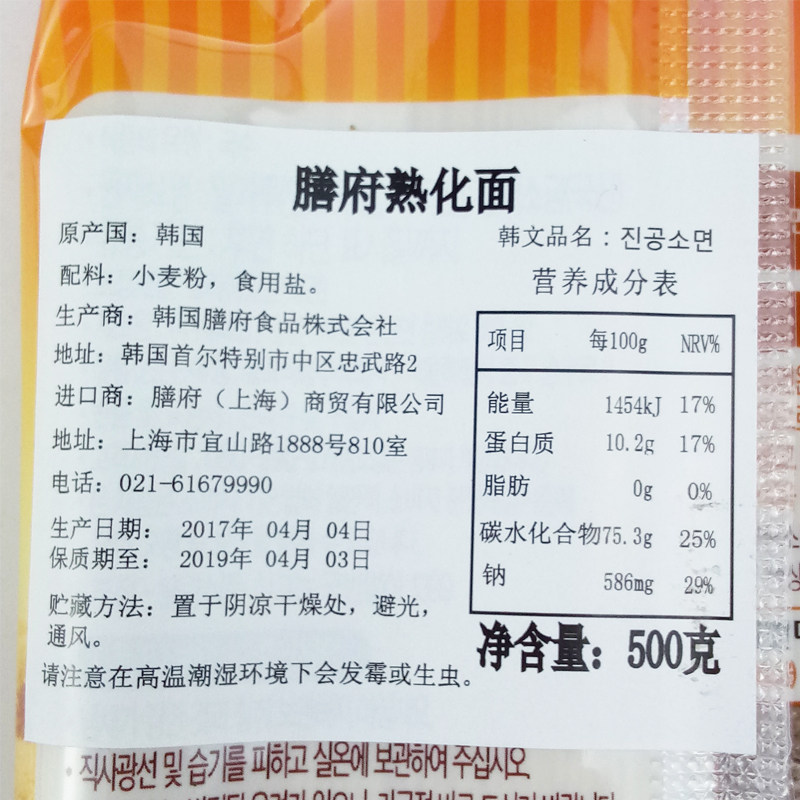 膳府熟化面
原产国：韩国
韩文品名：진공소면
配料：小麦粉，食用盐。
生产商：韩国膳府食品株式会社
地址：韩国首尔特别市中区忠武路2
进口商：膳府（上海）商贸有限公司
地址：上海市宜山路1888号810室
电话：021-61679990
生产日期： 2017年 04月 04日
保质期至： 2019年 04月 03日
贮藏方法：置于阴凉干燥处，避光，
通风。
请注意在高温潮湿环境下会发霉或生虫。
营养成分表
项目 每100g NRV%
能量 1454kJ 17%
蛋白质 10.2g 17%
脂肪 0g 0%
碳水化合物75.3g 25%
钠 586mg 29%
净含量：500克
· 직사광선 및 습기를 피하고 실온에 보관하여 주십시오